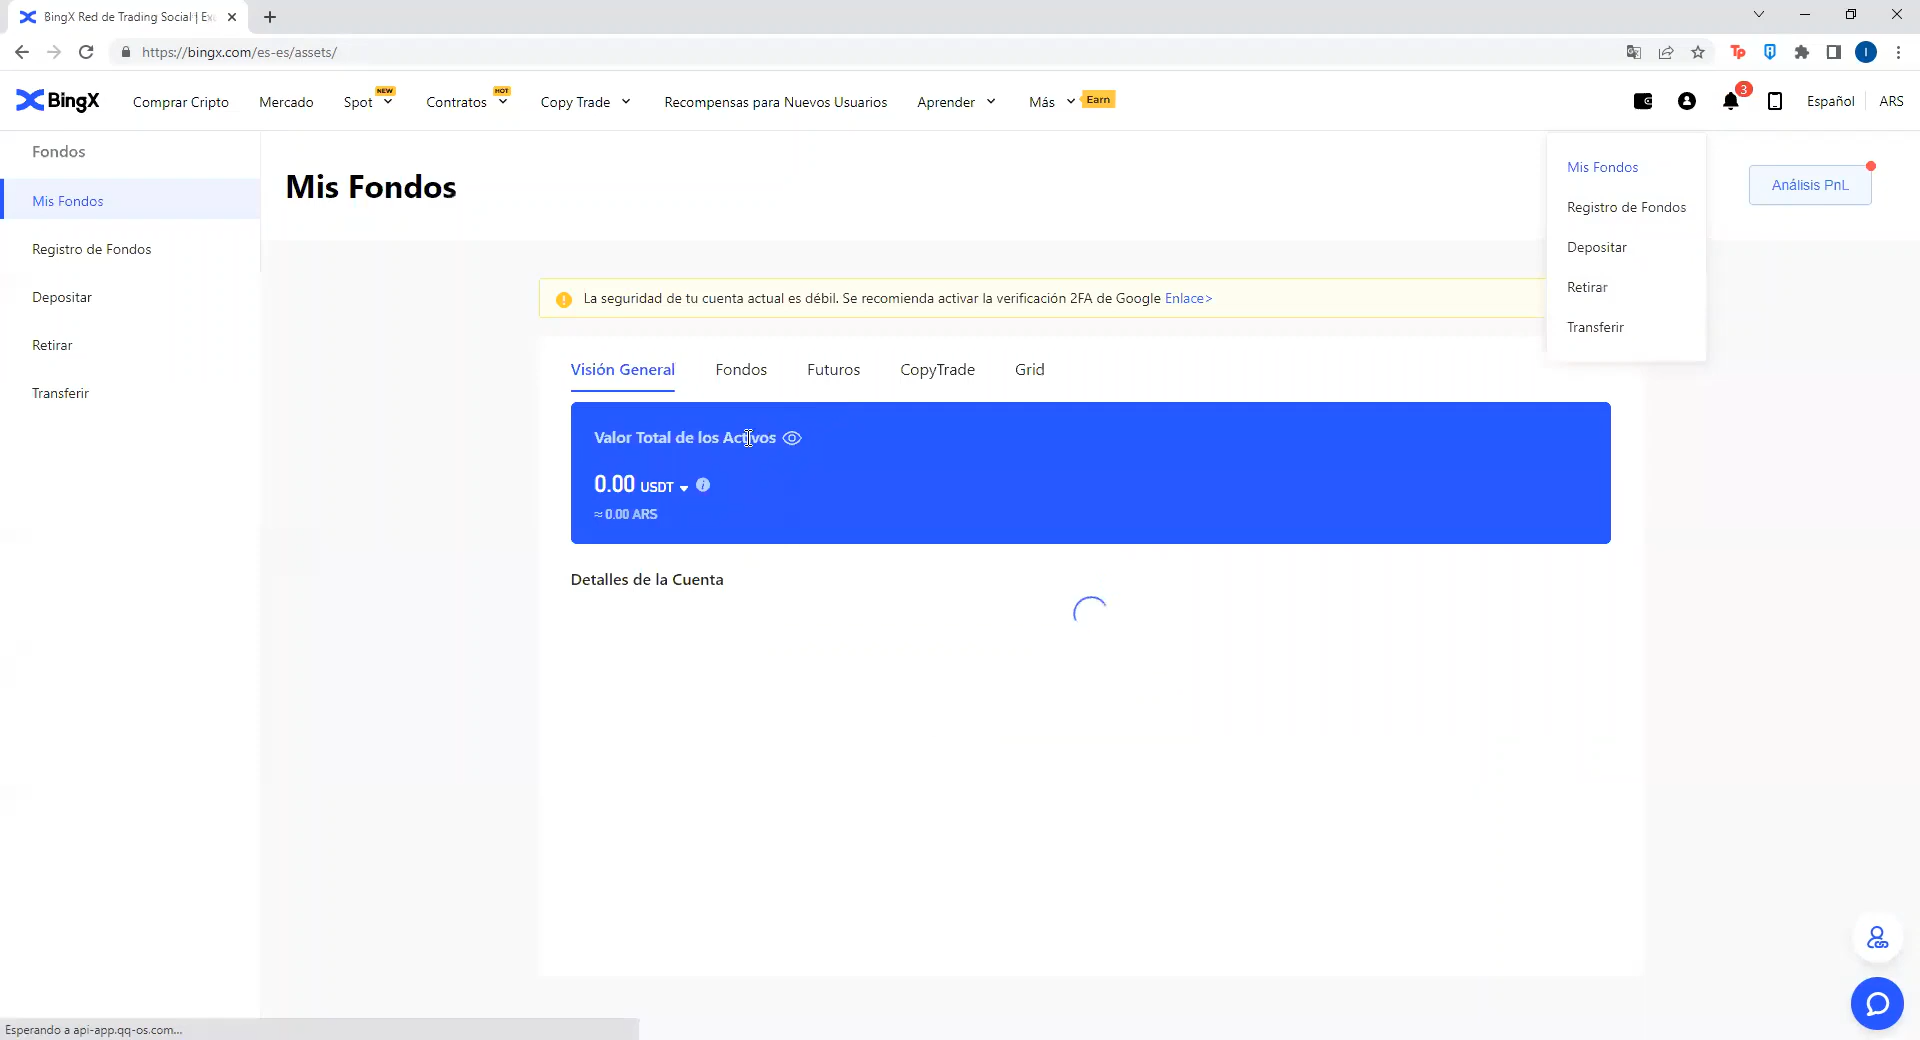 BingX Red de Trading Social | Ex
https://bingx.com/es-es/assets/
Tp
I
BingX
Comprar Cripto
Mercado
Spot
NEW
Contratos
HOT
Copy Trade
Recompensas para Nuevos Usuarios
Aprender
Más
Earn
3
Español
ARS
Fondos
Mis Fondos
Registro de Fondos
Depositar
Retirar
Transferir
Mis Fondos
Mis Fondos
Registro de Fondos
Depositar
Retirar
Transferir
Análisis PnL
La seguridad de tu cuenta actual es débil. Se recomienda activar la verificación 2FA de Google Enlace>
Visión General
Fondos
Futuros
CopyTrade
Grid
Valor Total de los Activos
0.00 USDT
≈ 0.00 ARS
Detalles de la Cuenta
Esperando a api-app.qq-os.com...